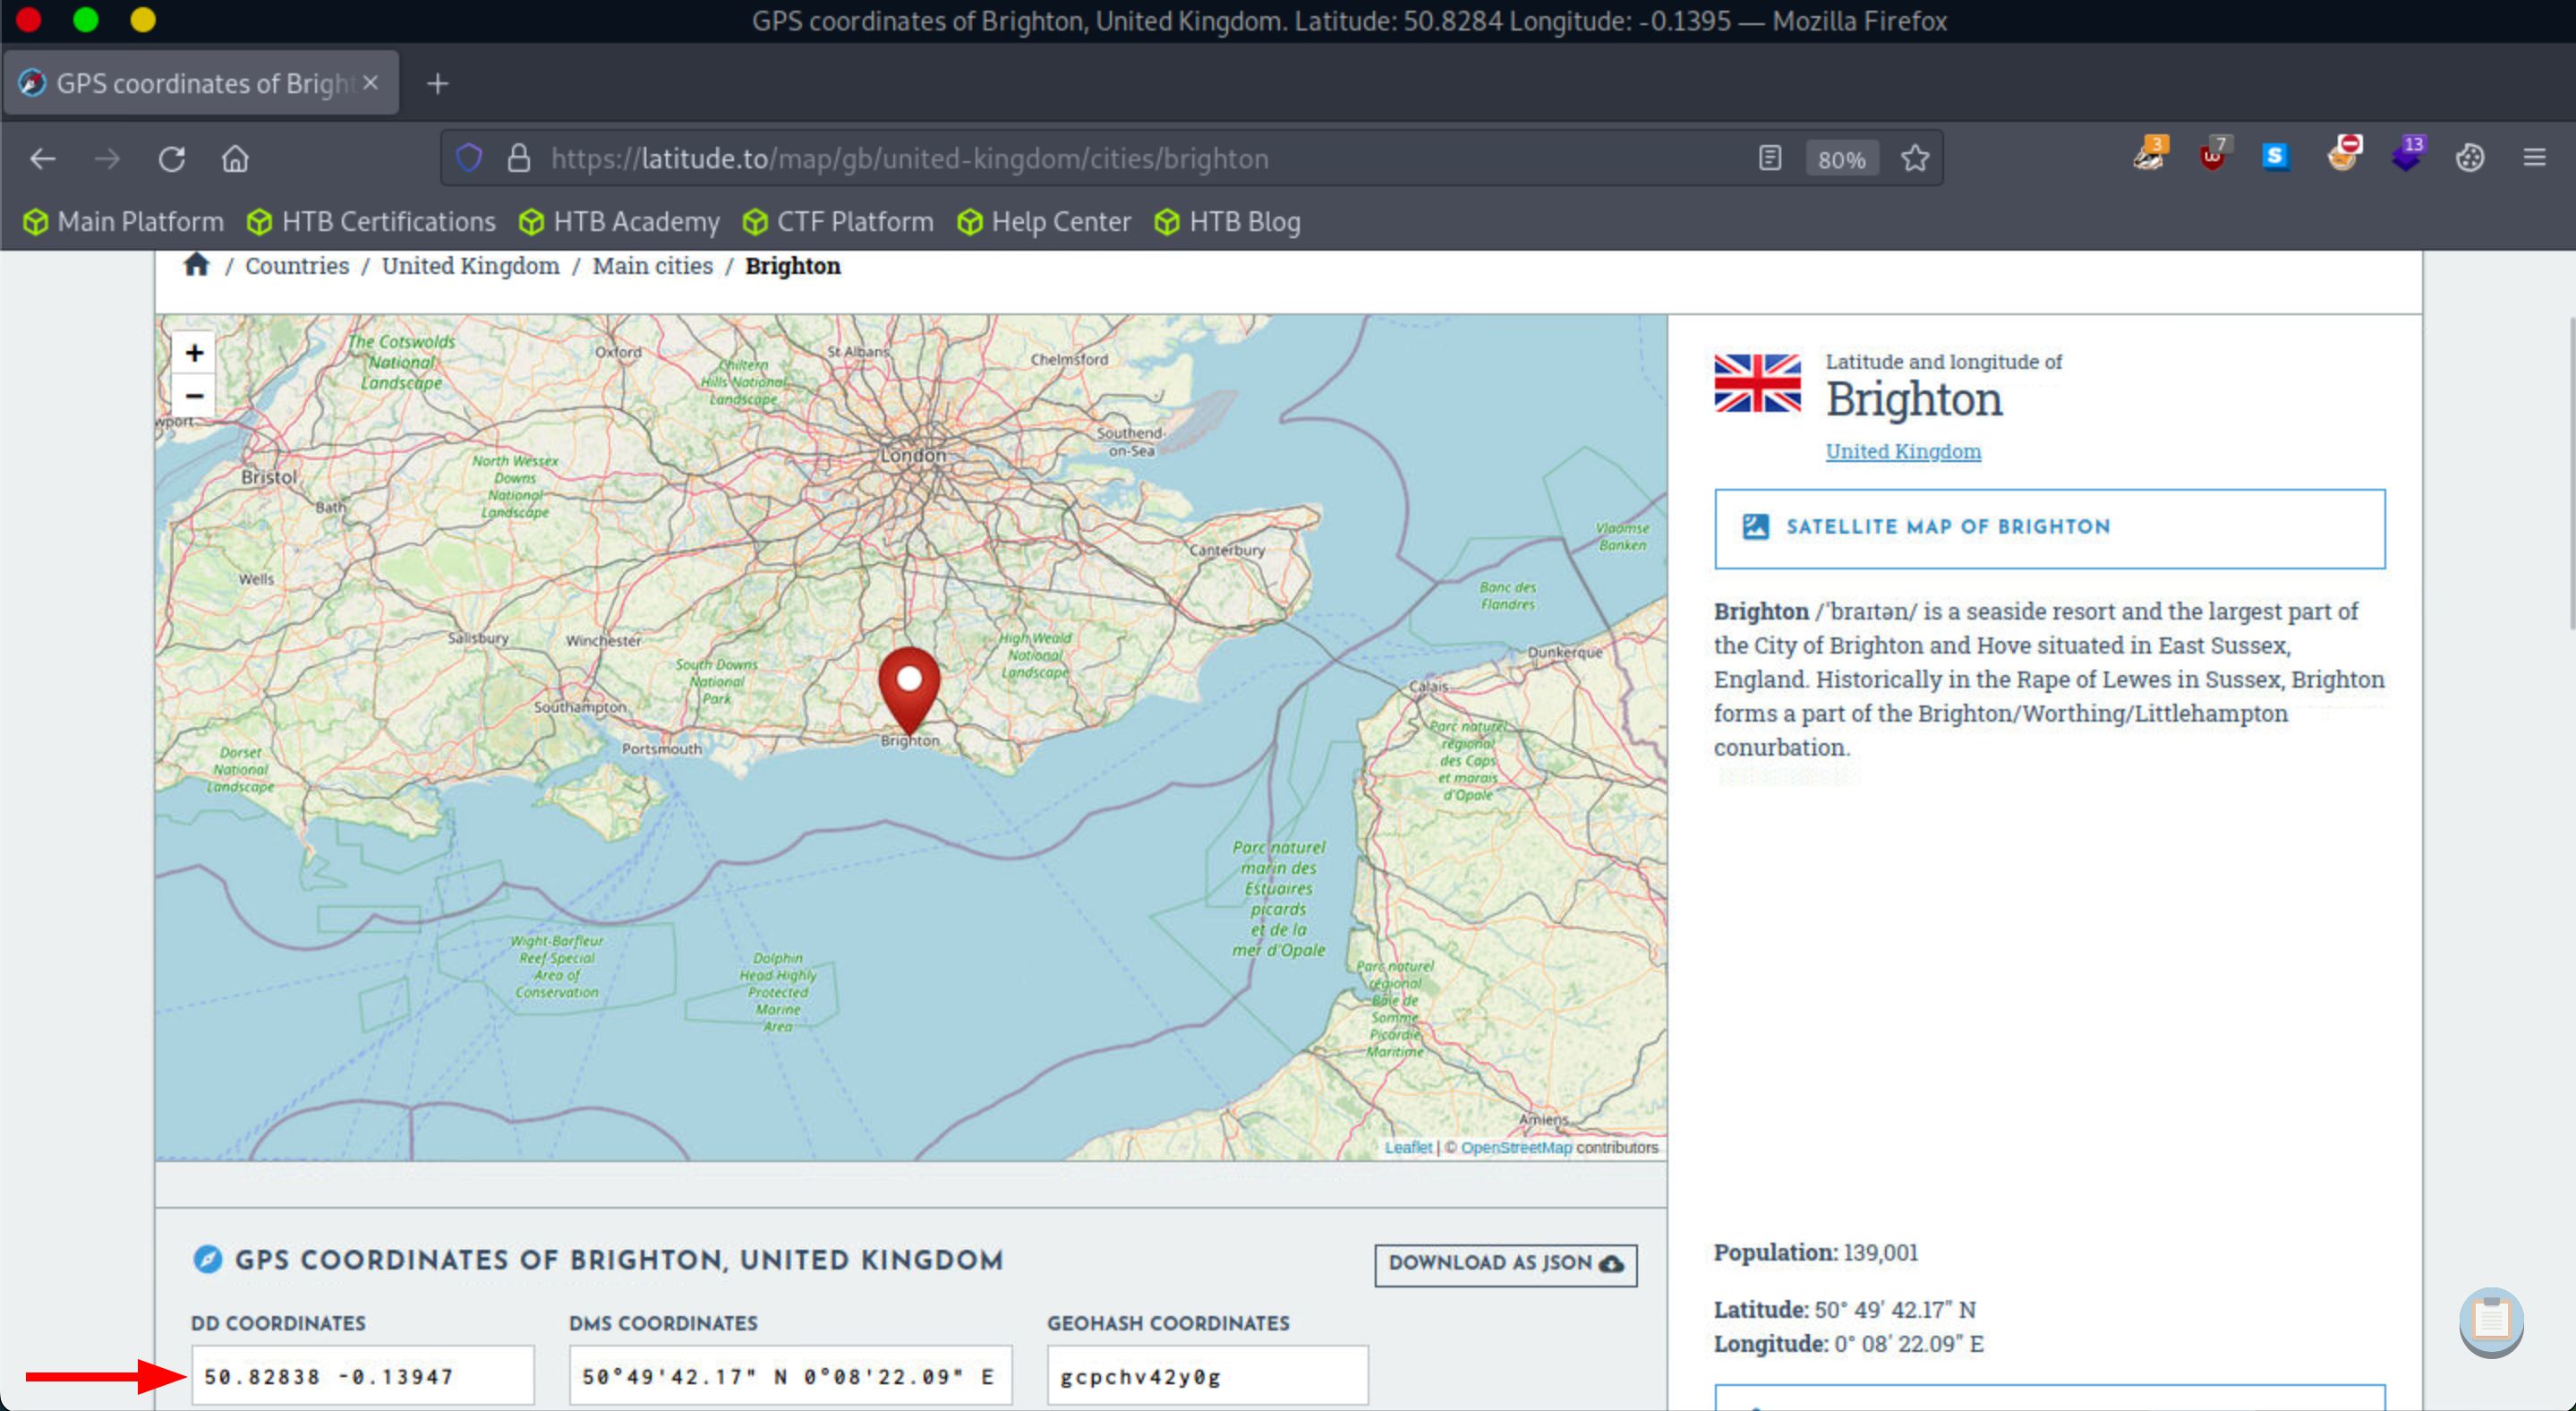 GPS coordinates of Brighton, United Kingdom. Latitude: 50.8284 Longitude: -0.1395 — Mozilla Firefox
GPS coordinates of Bright
https://latitude.to/map/gb/united-kingdom/cities/brighton
80%
3
7
13
Main Platform
HTB Certifications
HTB Academy
CTF Platform
Help Center
HTB Blog
/ Countries / United Kingdom / Main cities / Brighton
+
−
The Cotswolds
National
Landscape
Oxford
St Albans
Chelmsford
Chiltern
Hills National
Landscape
wport
Southend-
on-Sea
London
Bristol
North Wessex
Downs
National
Landscape
Bath
Canterbury
Vlaamse
Banken
Wells
Banc des
Flandres
Salisbury
Winchester
High Weald
National
Landscape
South Downs
National
Park
Dunkerque
Calais
Southampton
Portsmouth
Brighton
Dorset
National
Landscape
Parc naturel
régional
des Caps
et marais
d'Opale
Parc naturel
marin des
Estuaires
picards
et de la
mer d'Opale
Wight-Barfleur
Reef Special
Area of
Conservation
Dolphin
Head Highly
Protected
Marine
Area
Parc naturel
régional
Baie de
Somme
Picardie
Maritime
Amiens
Leaflet | © OpenStreetMap contributors
Latitude and longitude of
Brighton
United Kingdom
SATELLITE MAP OF BRIGHTON
Brighton /ˈbraɪtən/ is a seaside resort and the largest part of
the City of Brighton and Hove situated in East Sussex,
England. Historically in the Rape of Lewes in Sussex, Brighton
forms a part of the Brighton/Worthing/Littlehampton
conurbation.
Population: 139,001
Latitude: 50° 49' 42.17" N
Longitude: 0° 08' 22.09" E
GPS COORDINATES OF BRIGHTON, UNITED KINGDOM
DOWNLOAD AS JSON
DD COORDINATES
50.82838 -0.13947
DMS COORDINATES
50°49'42.17" N 0°08'22.09" E
GEOHASH COORDINATES
gcpchv42y0g